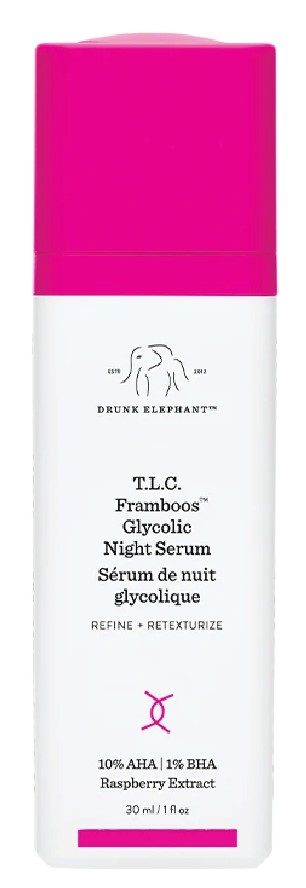 ESTD 2012
DRUNK ELEPHANT™
T.L.C.
Framboos™
Glycolic
Night Serum
Sérum de nuit
glycolique
REFINE + RETEXTURIZE
10% AHA | 1% BHA
Raspberry Extract
30 ml / 1 fl oz